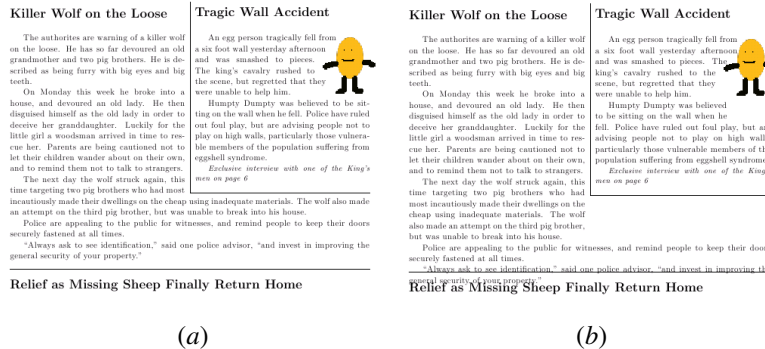 Killer Wolf on the Loose
The authorites are warning of a killer wolf
on the loose. He has so far devoured an old
grandmother and two pig brothers. He is de-
scribed as being furry with big eyes and big
teeth.
On Monday this week he broke into a
house, and devoured an old lady. He then
disguised himself as the old lady in order to
deceive her granddaughter. Luckily for the
little girl a woodsman arrived in time to res-
cue her. Parents are being cautioned not to
let their children wander about on their own,
and to remind them not to talk to strangers.
The next day the wolf struck again, this
time targeting two pig brothers who had most
incautiously made their dwellings on the cheap using inadequate materials. The wolf also made
an attempt on the third pig brother, but was unable to break into his house.
Police are appealing to the public for witnesses, and remind people to keep their doors
securely fastened at all times.
“Always ask to see identification,” said one police advisor, “and invest in improving the
general security of your property.”
Tragic Wall Accident
An egg person tragically fell from
a six foot wall yesterday afternoon
and was smashed to pieces.
The king's cavalry rushed to
the scene, but regretted that they
were unable to help him.
Humpty Dumpty was believed to be sit-
ting on the wall when he fell. Police have ruled
out foul play, but are advising people not to
play on high walls, particularly those vulnera-
ble members of the population suffering from
eggshell syndrome.
Exclusive interview with one of the King's
men on page 6
Relief as Missing Sheep Finally Return Home
(a)
Killer Wolf on the Loose
The authorites are warning of a killer wolf
on the loose. He has so far devoured an old
grandmother and two pig brothers. He is de-
scribed as being furry with big eyes and big
teeth.
On Monday this week he broke into a
house, and devoured an old lady. He then
disguised himself as the old lady in order to
deceive her granddaughter. Luckily for the
little girl a woodsman arrived in time to res-
cue her. Parents are being cautioned not to
let their children wander about on their own,
and to remind them not to talk to strangers.
The next day the wolf struck again, this
time targeting two pig brothers who had
most incautiously made their dwellings on the
cheap using inadequate materials. The wolf
also made an attempt on the third pig brother,
but was unable to break into his house.
Police are appealing to the public for witnesses, and remind people to keep their doo
securely fastened at all times.
“Always ask to see identification,” said one police advisor, “and invest in improving th
general security of your property.”
Tragic Wall Accident
An egg person tragically fell from
a six foot wall yesterday afternoon
and was smashed to pieces. The
king's cavalry rushed to the
scene, but regretted that they
were unable to help him.
Humpty Dumpty was believed
to be sitting on the wall when he
fell. Police have ruled out foul play, but ar
advising people not to play on high wall
particularly those vulnerable members of th
population suffering from eggshell syndrome
Exclusive interview with one of the King
men on page 6
Relief as Missing Sheep Finally Return Home
(b)